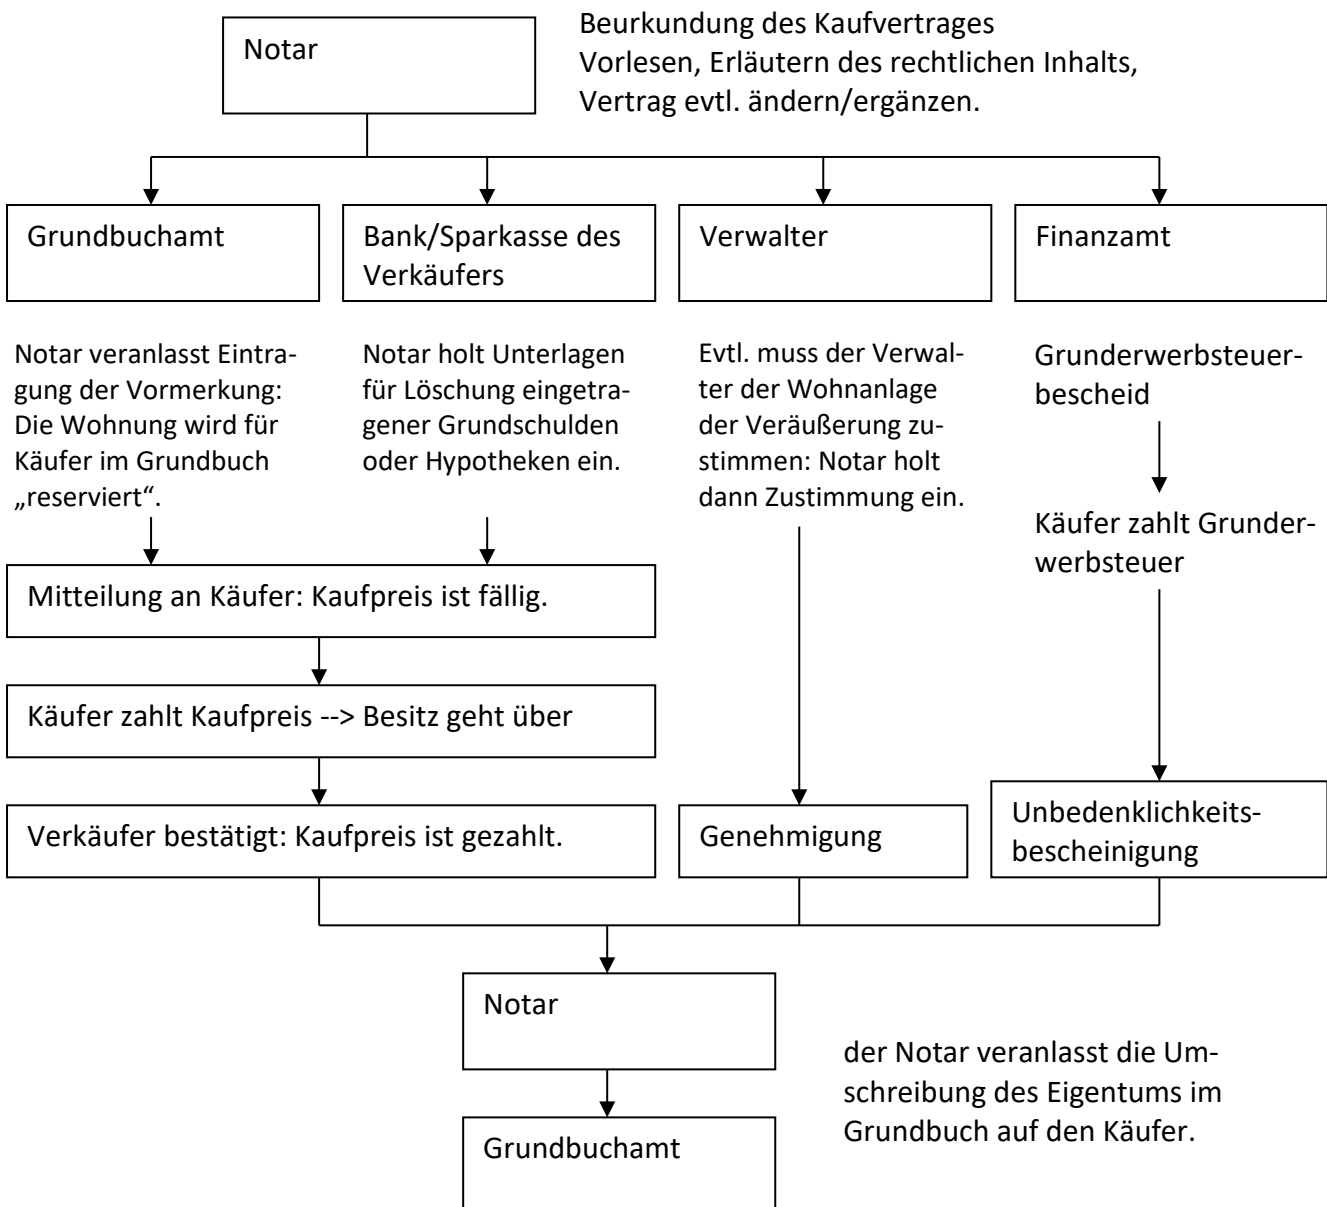 Notar
Beurkundung des Kaufvertrages
Vorlesen, Erläutern des rechtlichen Inhalts,
Vertrag evtl. ändern/ergänzen.
Grundbuchamt
Bank/Sparkasse des
Verkäufers
Verwalter
Finanzamt
Notar veranlasst Eintra-
gung der Vormerkung:
Die Wohnung wird für
Käufer im Grundbuch
„reserviert“.
Notar holt Unterlagen
für Löschung eingetra-
gener Grundschulden
oder Hypotheken ein.
Evtl. muss der Verwal-
ter der Wohnanlage
der Veräußerung zu-
stimmen: Notar holt
dann Zustimmung ein.
Grunderwerbsteuer-
bescheid
Käufer zahlt Grunder-
werbsteuer
Mitteilung an Käufer: Kaufpreis ist fällig.
Käufer zahlt Kaufpreis --> Besitz geht über
Verkäufer bestätigt: Kaufpreis ist gezahlt.
Genehmigung
Unbedenklichkeits-
bescheinigung
Notar
der Notar veranlasst die Um-
schreibung des Eigentums im
Grundbuch auf den Käufer.
Grundbuchamt